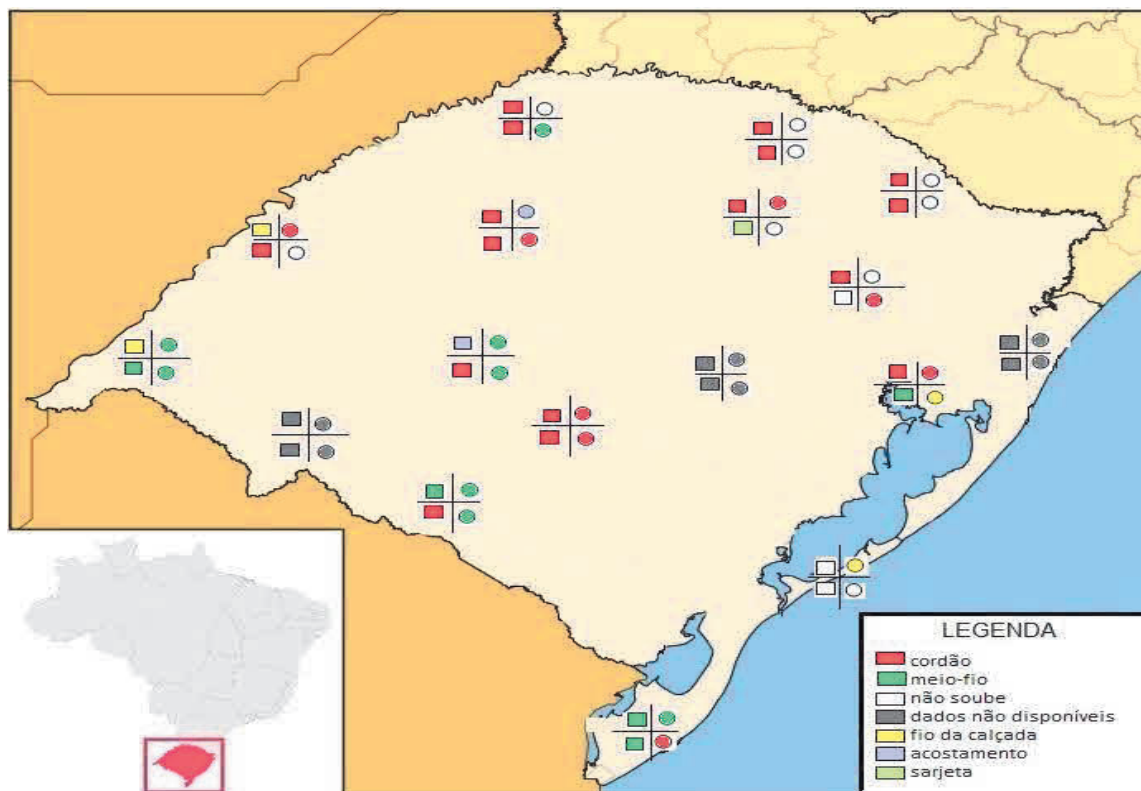 LEGENDA
cordão
meio-fio
não soube
dados não disponíveis
fio da calçada
acostamento
sarjeta